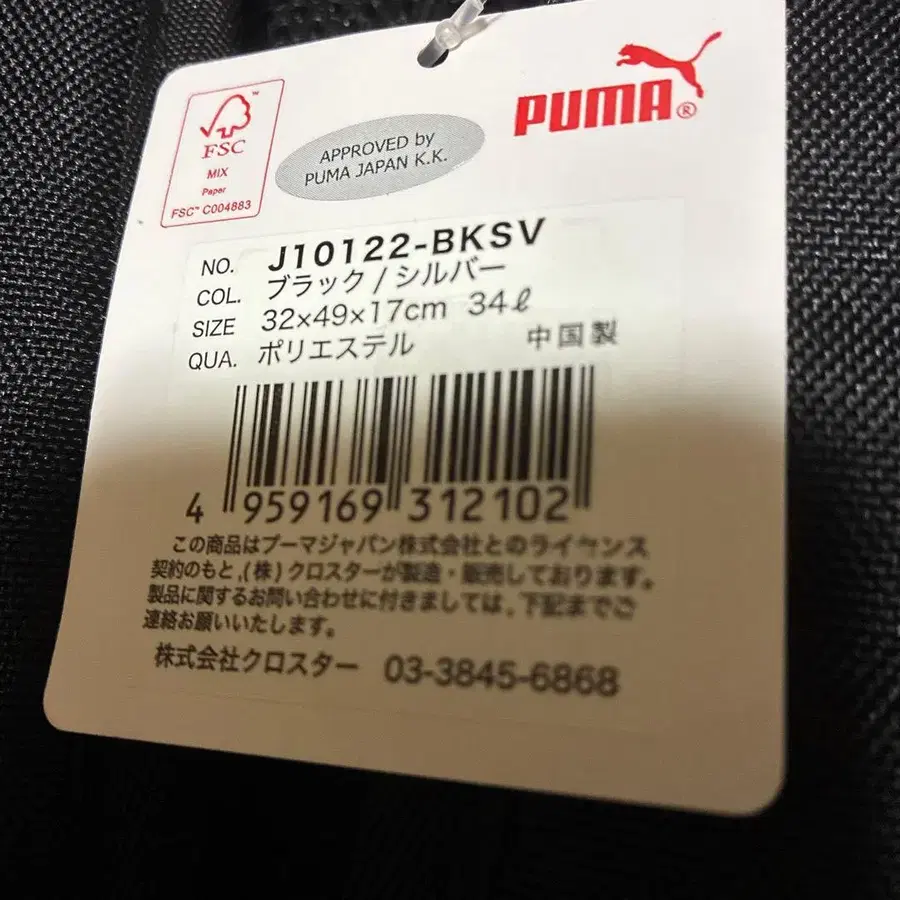 PUMA®
FSC™
MIX
Paper
FSC™ C004883
APPROVED by
PUMA JAPAN K.K.
NO. J10122-BKSV
COL. ブラック / シルバー
SIZE 32×49×17cm 34ℓ
QUA. ポリエステル 中国製
4 959169 312102
この商品はプーマジャパン株式会社とのライセンス
契約のもと,(株)クロスターが製造・販売しております。
製品に関するお問い合わせに付きましては、下記までご
連絡お願いいたします。
株式会社クロスター 03-3845-6868